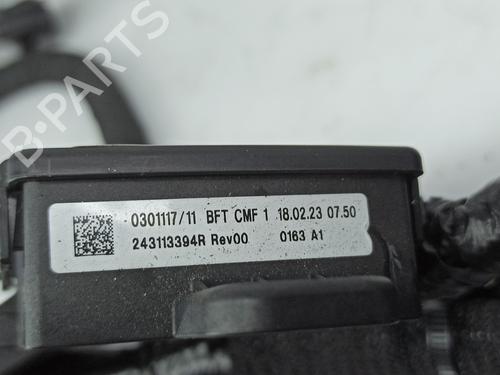 B-PARTS
0301117/11 BFT CMF 1 18.02.23 07.50
243113394R Rev00 0163 A1